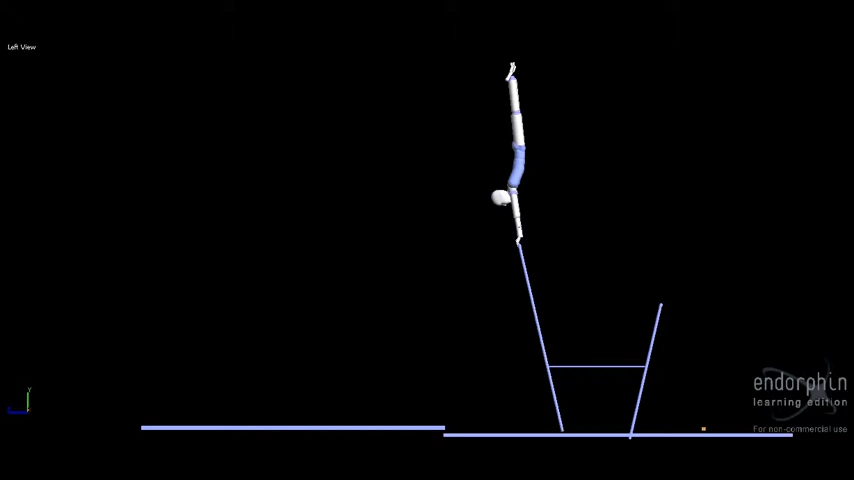 Left View
Y
endorphin
learning edition
For non-commercial use